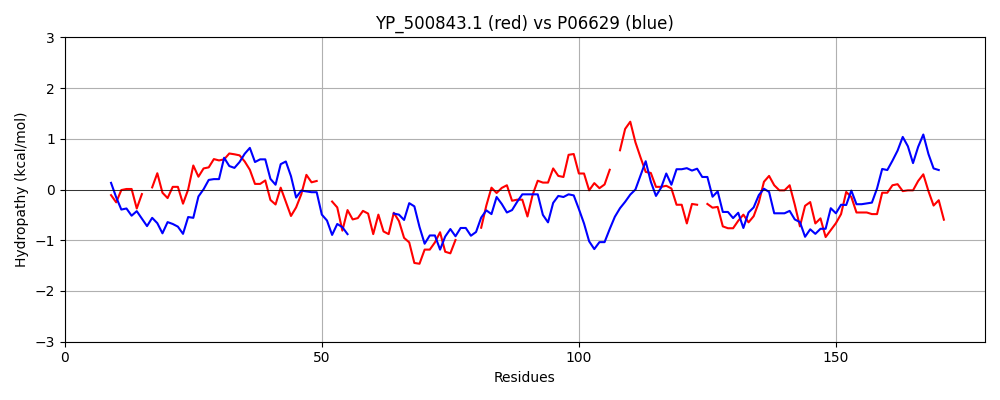 YP_500843.1 (red) vs P06629 (blue)
3
2
1
0
−1
−2
−3
Hydropathy (kcal/mol)
0 50 100 150
Residues